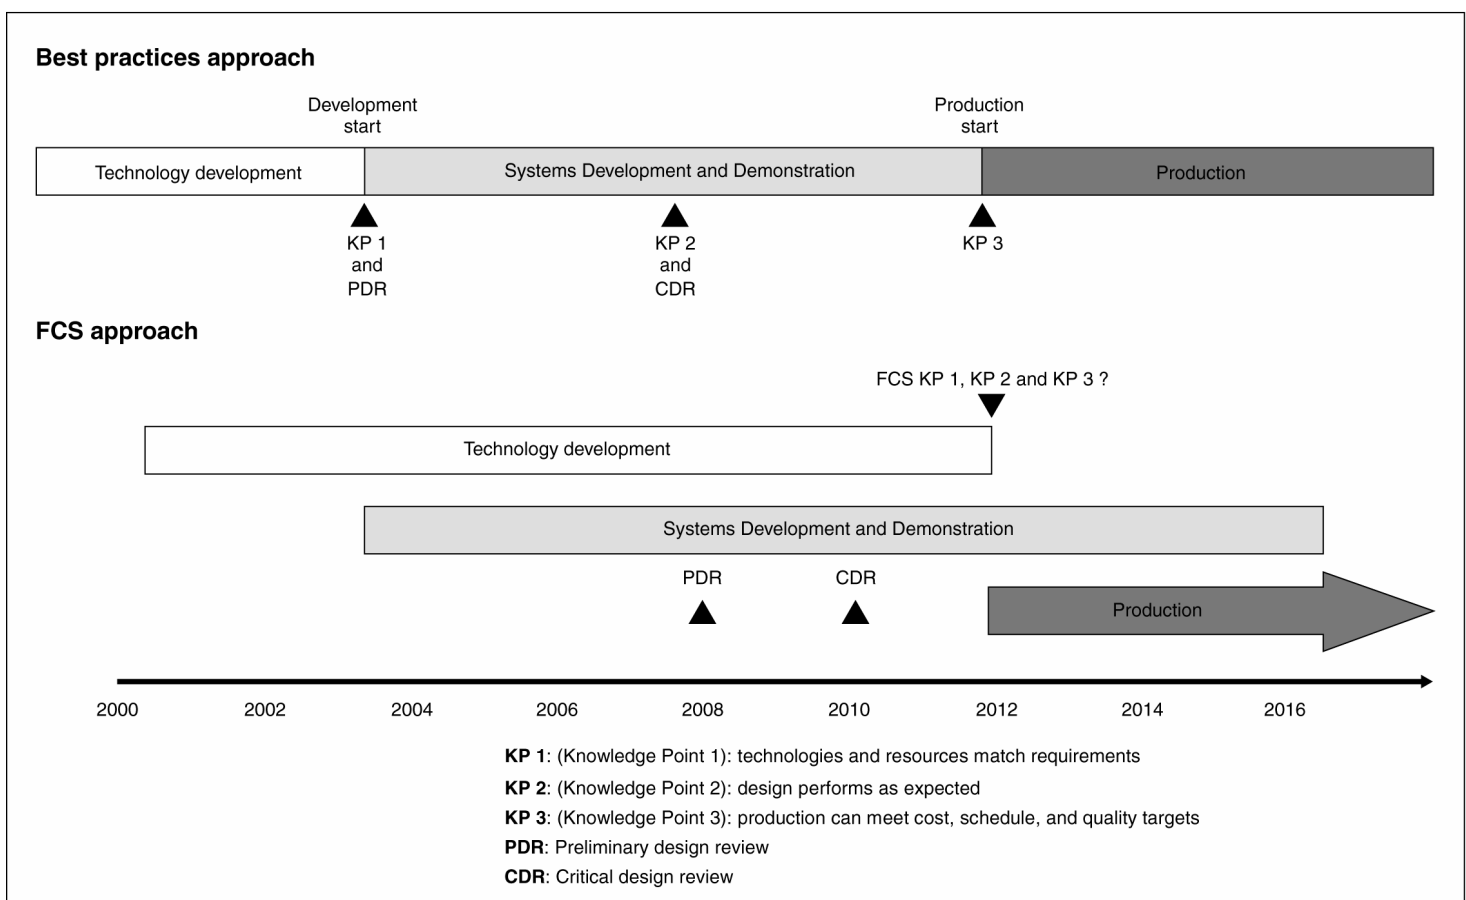 Best practices approach
Development
start
Production
start
Technology development
Systems Development and Demonstration
Production
KP 1
and
PDR
KP 2
and
CDR
KP 3
FCS approach
FCS KP 1, KP 2 and KP 3 ?
Technology development
Systems Development and Demonstration
PDR
CDR
Production
2000
2002
2004
2006
2008
2010
2012
2014
2016
KP 1: (Knowledge Point 1): technologies and resources match requirements
KP 2: (Knowledge Point 2): design performs as expected
KP 3: (Knowledge Point 3): production can meet cost, schedule, and quality targets
PDR: Preliminary design review
CDR: Critical design review